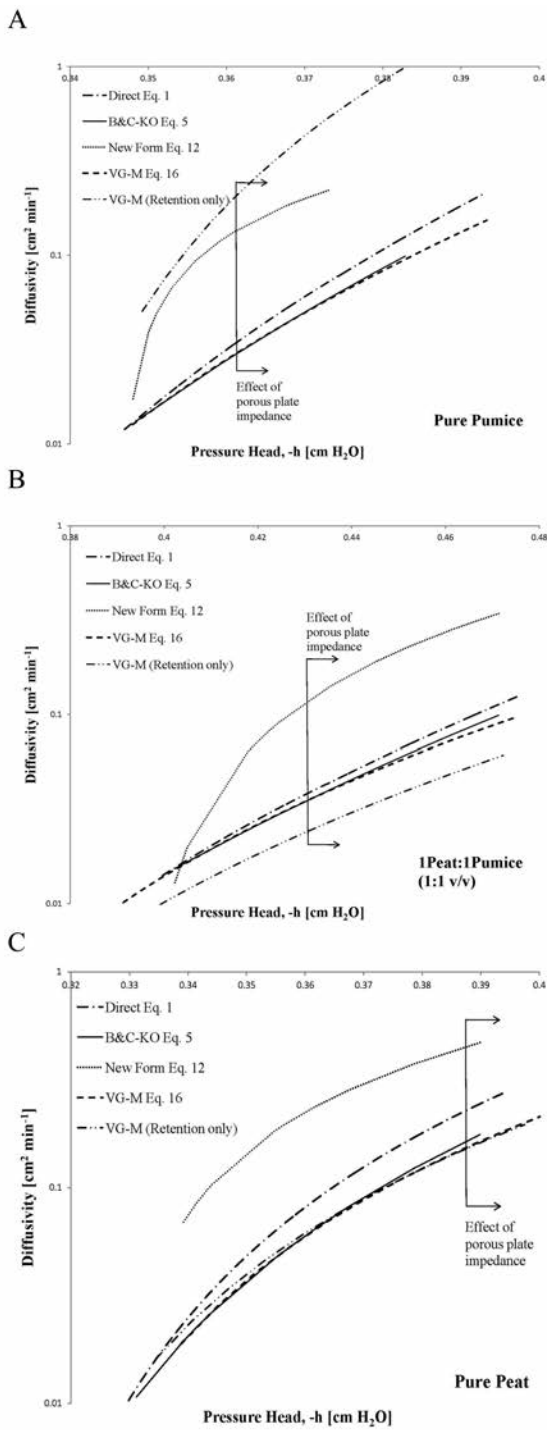 A
0.34 0.35 0.36 0.37 0.38 0.39 0.4
1
Direct Eq. 1
B&C-KO Eq. 5
New Form Eq. 12
VG-M Eq. 16
VG-M (Retention only)
0.1
Diffusivity [cm² min⁻¹]
Effect of
porous plate
impedance
Pure Pumice
0.01
Pressure Head, -h [cm H₂O]
B
0.38 0.4 0.42 0.44 0.46 0.48
1
Direct Eq. 1
B&C-KO Eq. 5
New Form Eq. 12
VG-M Eq. 16
VG-M (Retention only)
Effect of
porous plate
impedance
0.1
Diffusivity [cm² min⁻¹]
1Peat:1Pumice
(1:1 v/v)
0.01
Pressure Head, -h [cm H₂O]
C
0.32 0.33 0.34 0.35 0.36 0.37 0.38 0.39 0.4
1
Direct Eq. 1
B&C-KO Eq. 5
New Form Eq. 12
VG-M Eq. 16
VG-M (Retention only)
0.1
Diffusivity [cm² min⁻¹]
Effect of
porous plate
impedance
Pure Peat
0.01
Pressure Head, -h [cm H₂O]